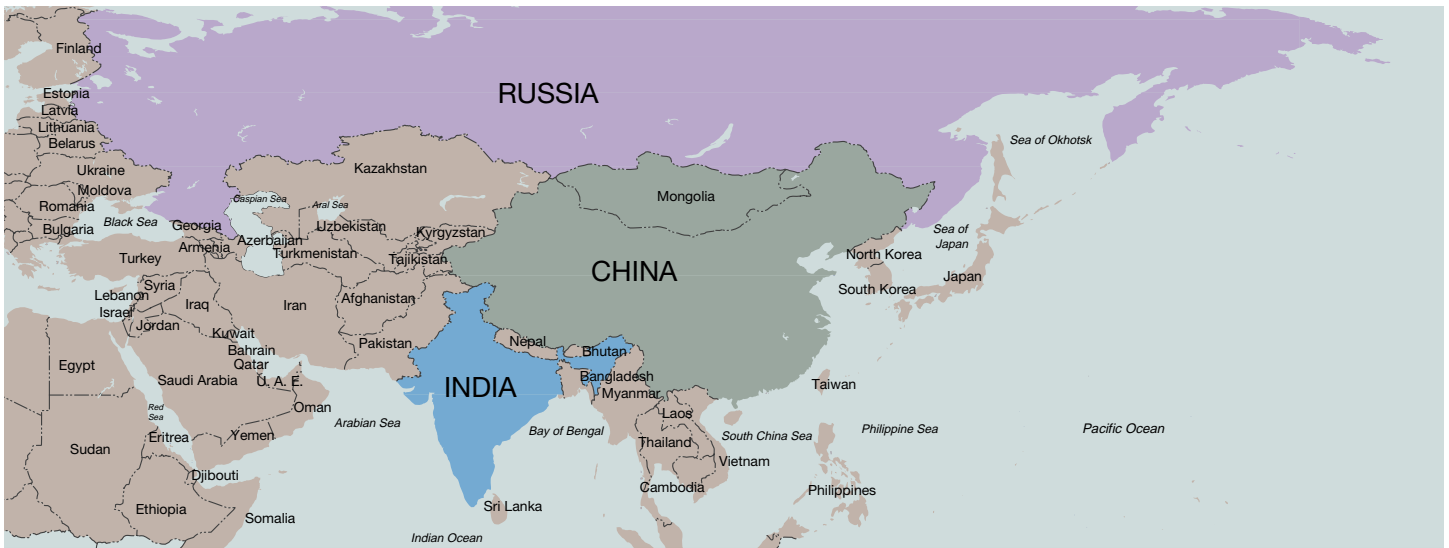 Finland
RUSSIA
Estonia
Latvia
Lithuania
Belarus
Sea of Okhotsk
Ukraine
Kazakhstan
Moldova
Mongolia
Caspian Sea
Aral Sea
Romania
Black Sea
Georgia
Uzbekistan
Bulgaria
Kyrgyzstan
Sea of
Japan
Azerbaijan
Armenia
Turkmenistan
North Korea
Turkey
Tajikistan
CHINA
Japan
Syria
South Korea
Lebanon
Iraq
Iran
Afghanistan
Israel
Jordan
Kuwait
Pakistan
Nepal
Bahrain
Bhutan
Egypt
Qatar
Saudi Arabia
U. A. E.
Bangladesh
INDIA
Taiwan
Myanmar
Oman
Red
Sea
Laos
Arabian Sea
Bay of Bengal
South China Sea
Philippine Sea
Pacific Ocean
Eritrea
Yemen
Sudan
Thailand
Vietnam
Djibouti
Cambodia
Philippines
Ethiopia
Sri Lanka
Somalia
Indian Ocean